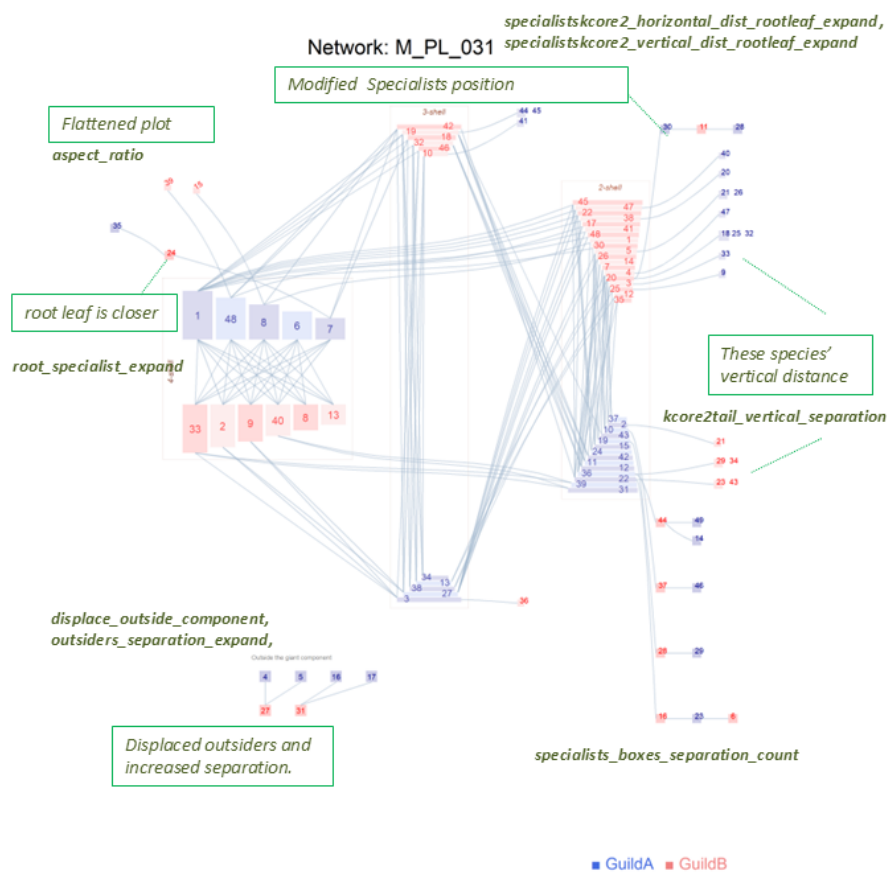 specialistskcore2_horizontal_dist_rootleaf_expand,
Network: M_PL_031 specialistskcore2_vertical_dist_rootleaf_expand
Modified Specialists position
Flattened plot
aspect_ratio
3-shell
44 45
41
19 42
32 18
10 46
30 11 28
40
20
21 26
47
18 25 32
33
9
2-shell
45 47
22 38
17 41
48 1
30 5
26 14
7 4
20 3
25 12
35
39
15
35
24
root leaf is closer
1 48 8 6 7
root_specialist_expand
33 2 9 40 8 13
These species'
vertical distance
kcore2tail_vertical_separation
37 2
10 43
19 15
24 42
11 12
36 22
39 31
21
29 34
23 43
44 49
14
37 46
28 29
16 23 6
34 13
38 27
3
36
displace_outside_component,
outsiders_separation_expand,
Outside the giant component
4 5 16 17
27 31
Displaced outsiders and
increased separation.
specialists_boxes_separation_count
GuildA GuildB